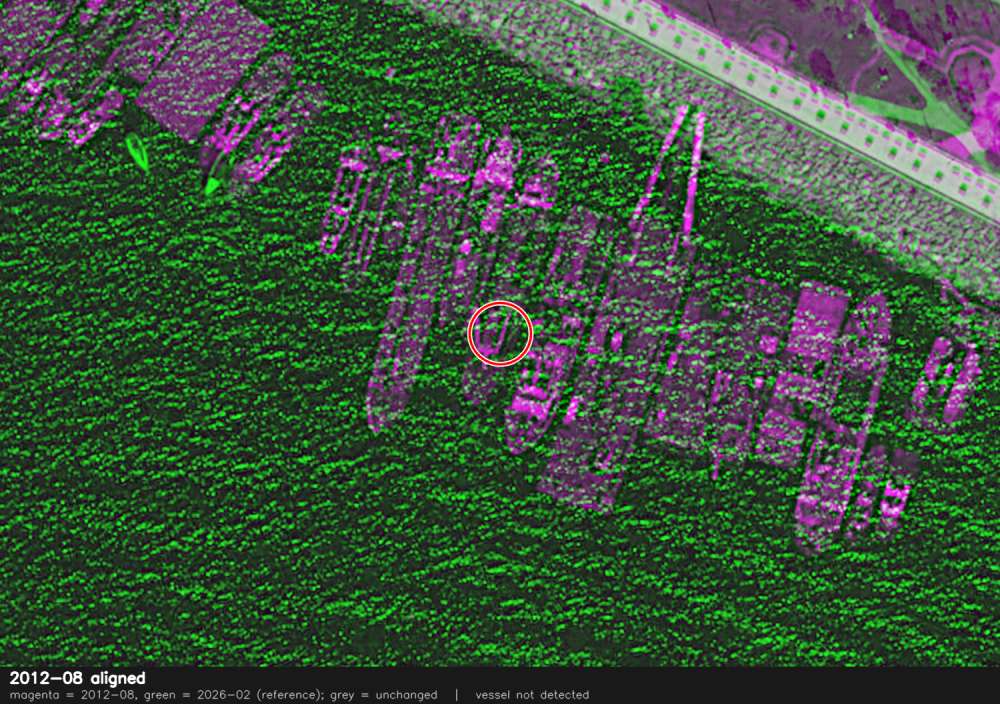 2012-08 aligned
magenta = 2012-08, green = 2026-02 (reference); grey = unchanged | vessel not detected